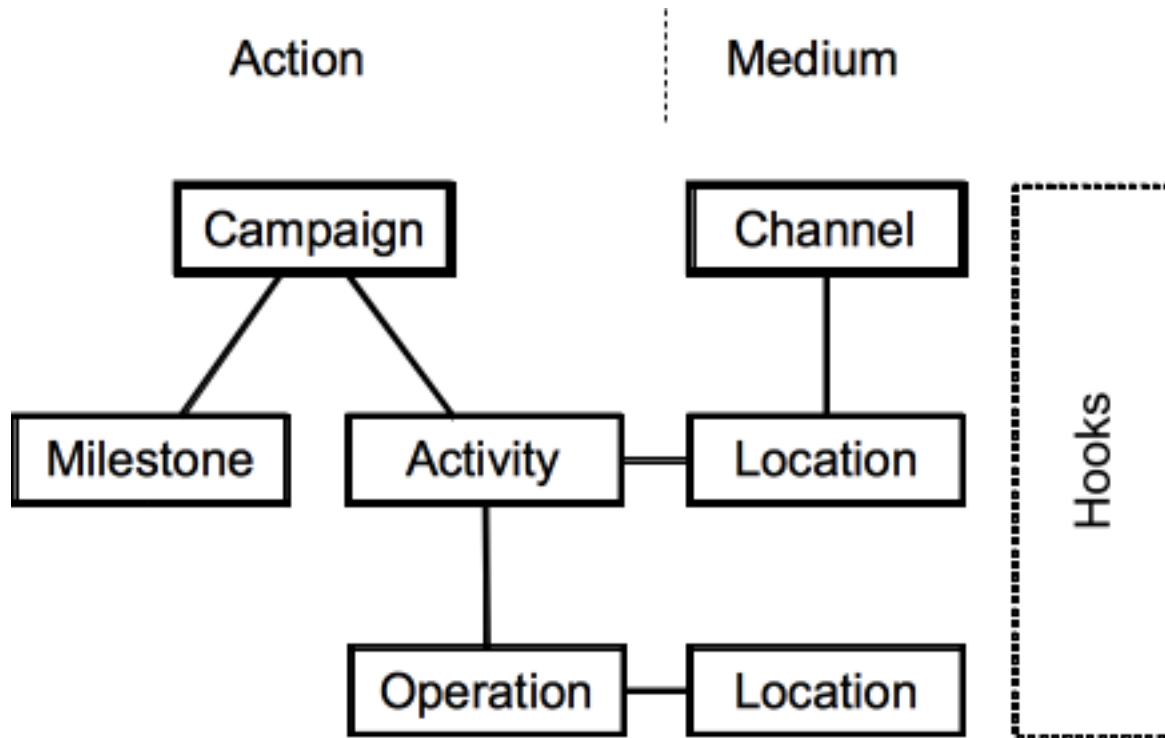 Action
Medium
Campaign
Channel
Milestone
Activity
Location
Hooks
Operation
Location